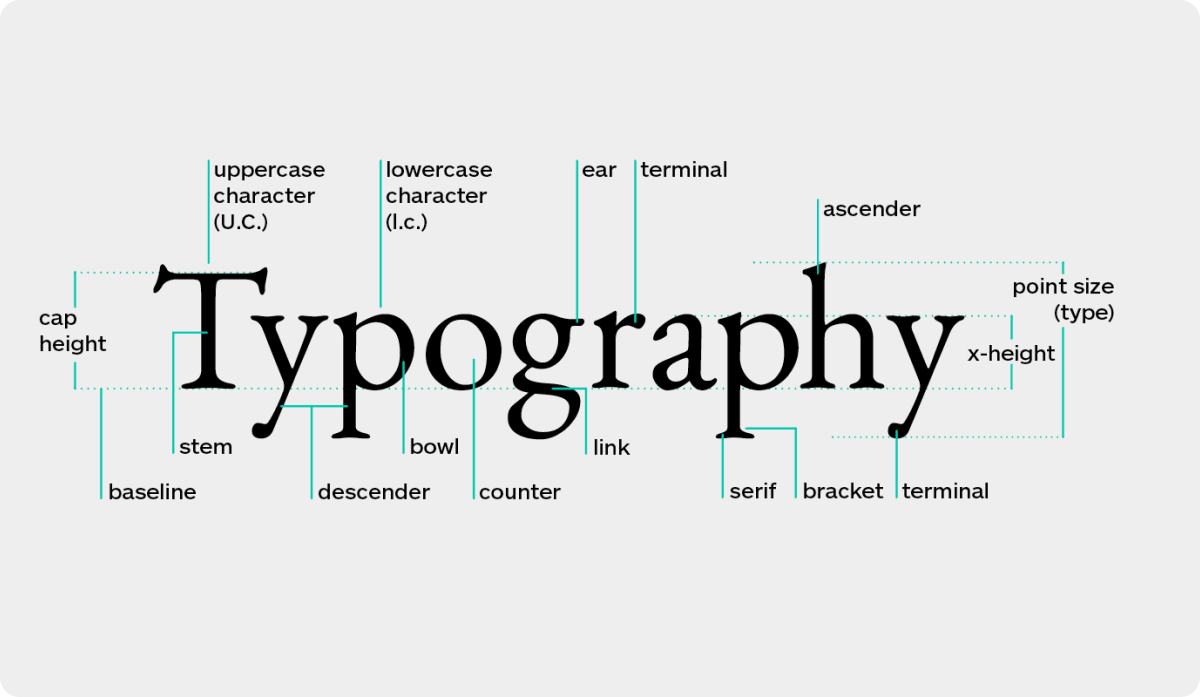 uppercase
character
(U.C.)
lowercase
character
(l.c.)
ear
terminal
ascender
Typography
cap
height
point size
(type)
x-height
stem
bowl
link
baseline
descender
counter
serif
bracket
terminal